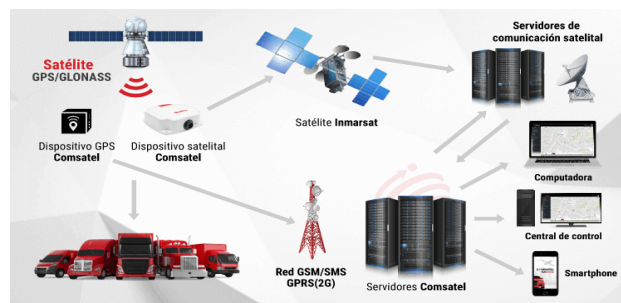 Satélite
GPS/GLONASS
Dispositivo GPS
Comsatel
Dispositivo satelital
Comsatel
Satélite Inmarsat
Servidores de
comunicación satelital
Computadora
Central de control
Smartphone
Red GSM/SMS
GPRS(2G)
Servidores Comsatel